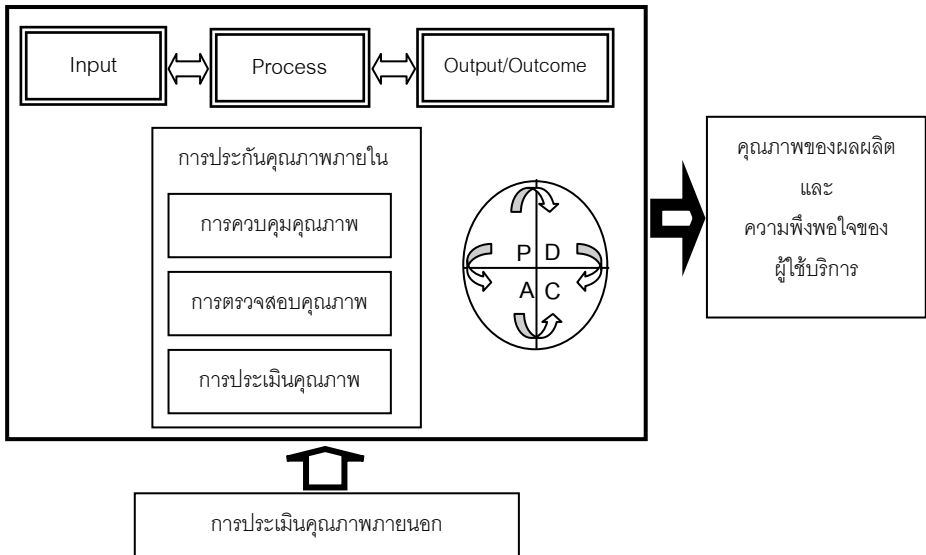 Input
Process
Output/Outcome
การประกันคุณภาพภายใน
การควบคุมคุณภาพ
การตรวจสอบคุณภาพ
การประเมินคุณภาพ
P D
A C
คุณภาพของผลผลิต
และ
ความพึงพอใจของ
ผู้ใช้บริการ
การประเมินคุณภาพภายนอก